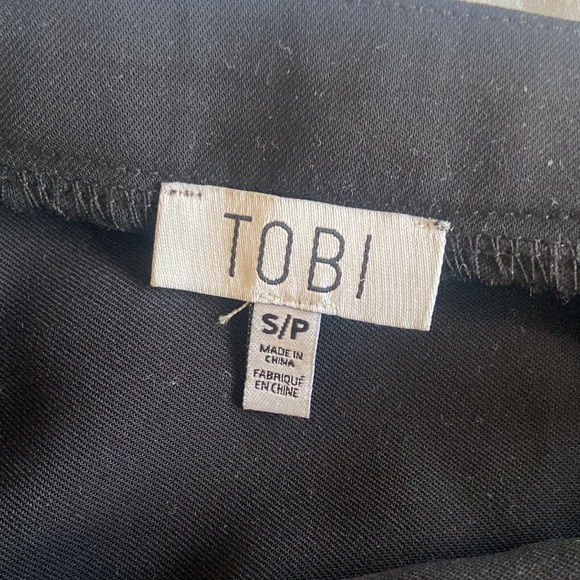 TOBI
S/P
MADE IN
CHINA
FABRIQUÉ
EN CHINE